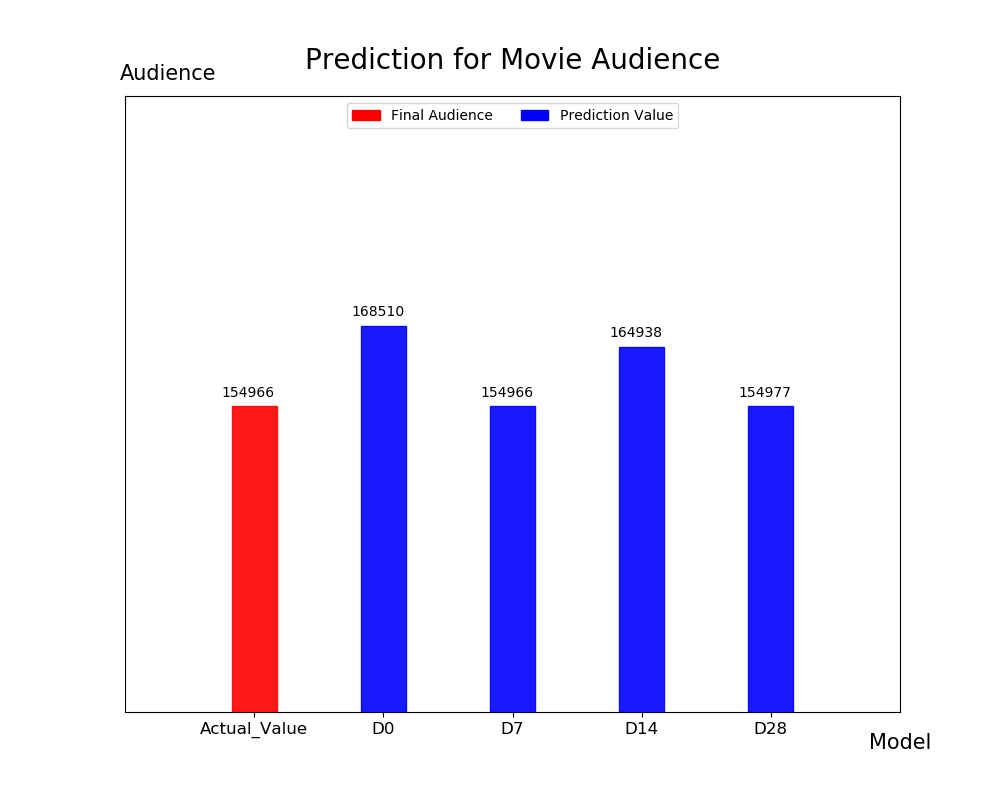 Prediction for Movie Audience
Audience
Final Audience Prediction Value
168510
164938
154966 154966 154977
Actual_Value D0 D7 D14 D28
Model